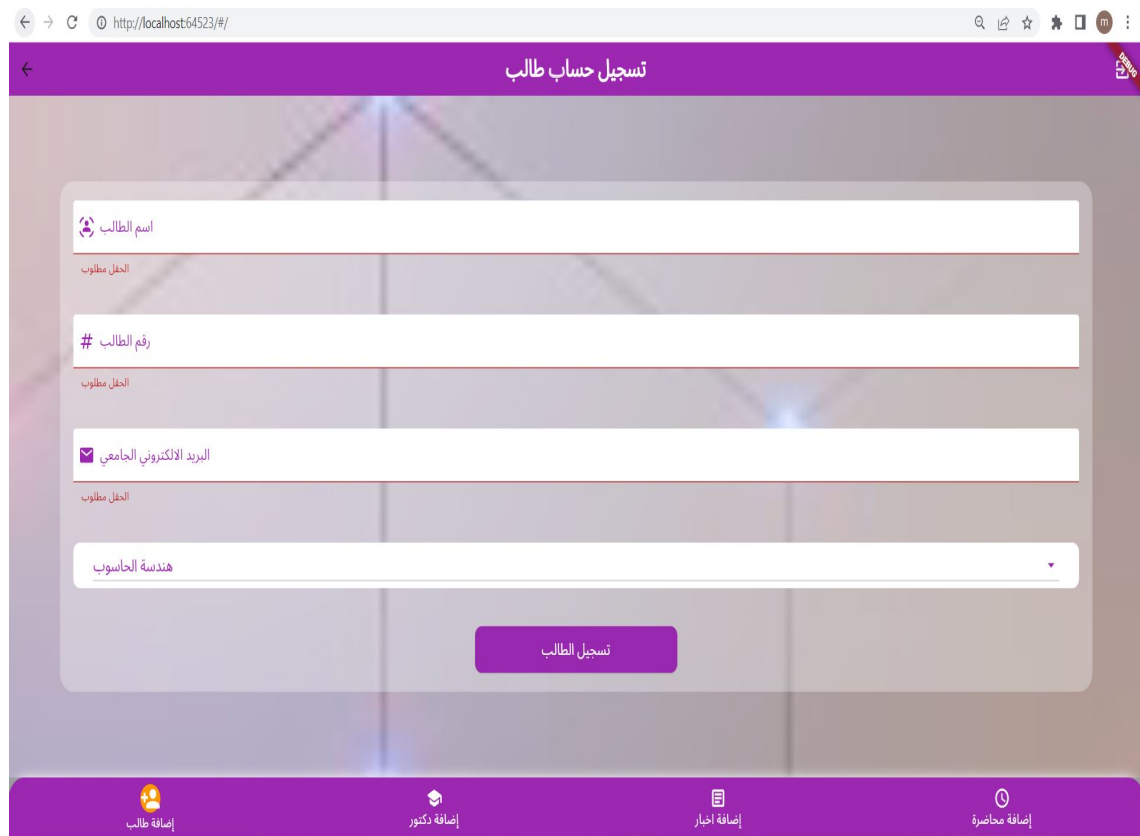 http://localhost:64523/#/
m
تسجيل حساب طالب
DEBUG
اسم الطالب
الحقل مطلوب
# رقم الطالب
الحقل مطلوب
البريد الالكتروني الجامعي
الحقل مطلوب
هندسة الحاسوب
تسجيل الطالب
إضافة طالب
إضافة دكتور
إضافة اخبار
إضافة محاضرة